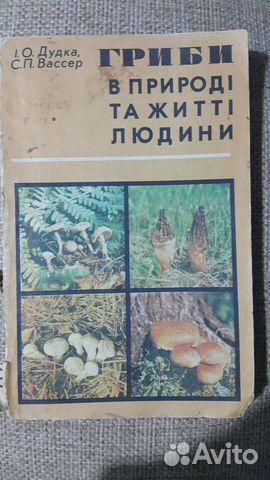 І. О. Дудка,
С. П. Вассер
ГРИБИ
В ПРИРОДІ
ТА ЖИТТІ
ЛЮДИНИ
Avito